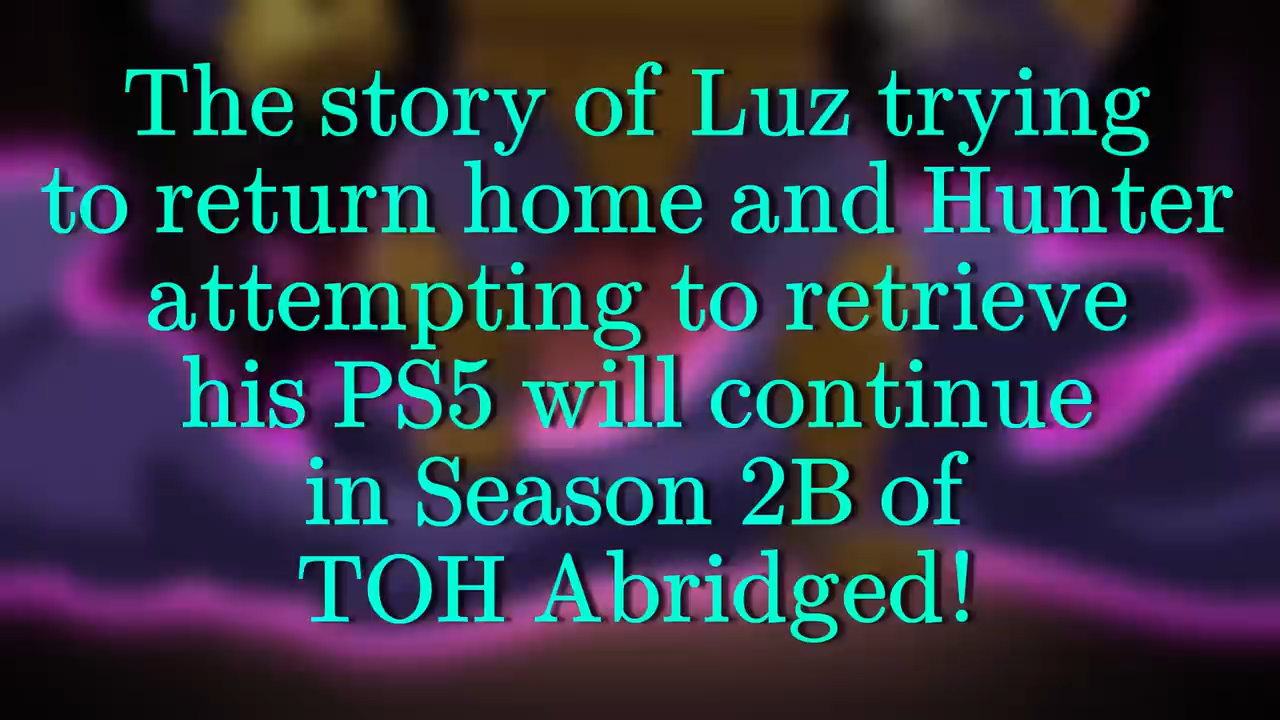 The story of Luz trying
to return home and Hunter
attempting to retrieve
his PS5 will continue
in Season 2B of
TOH Abridged!